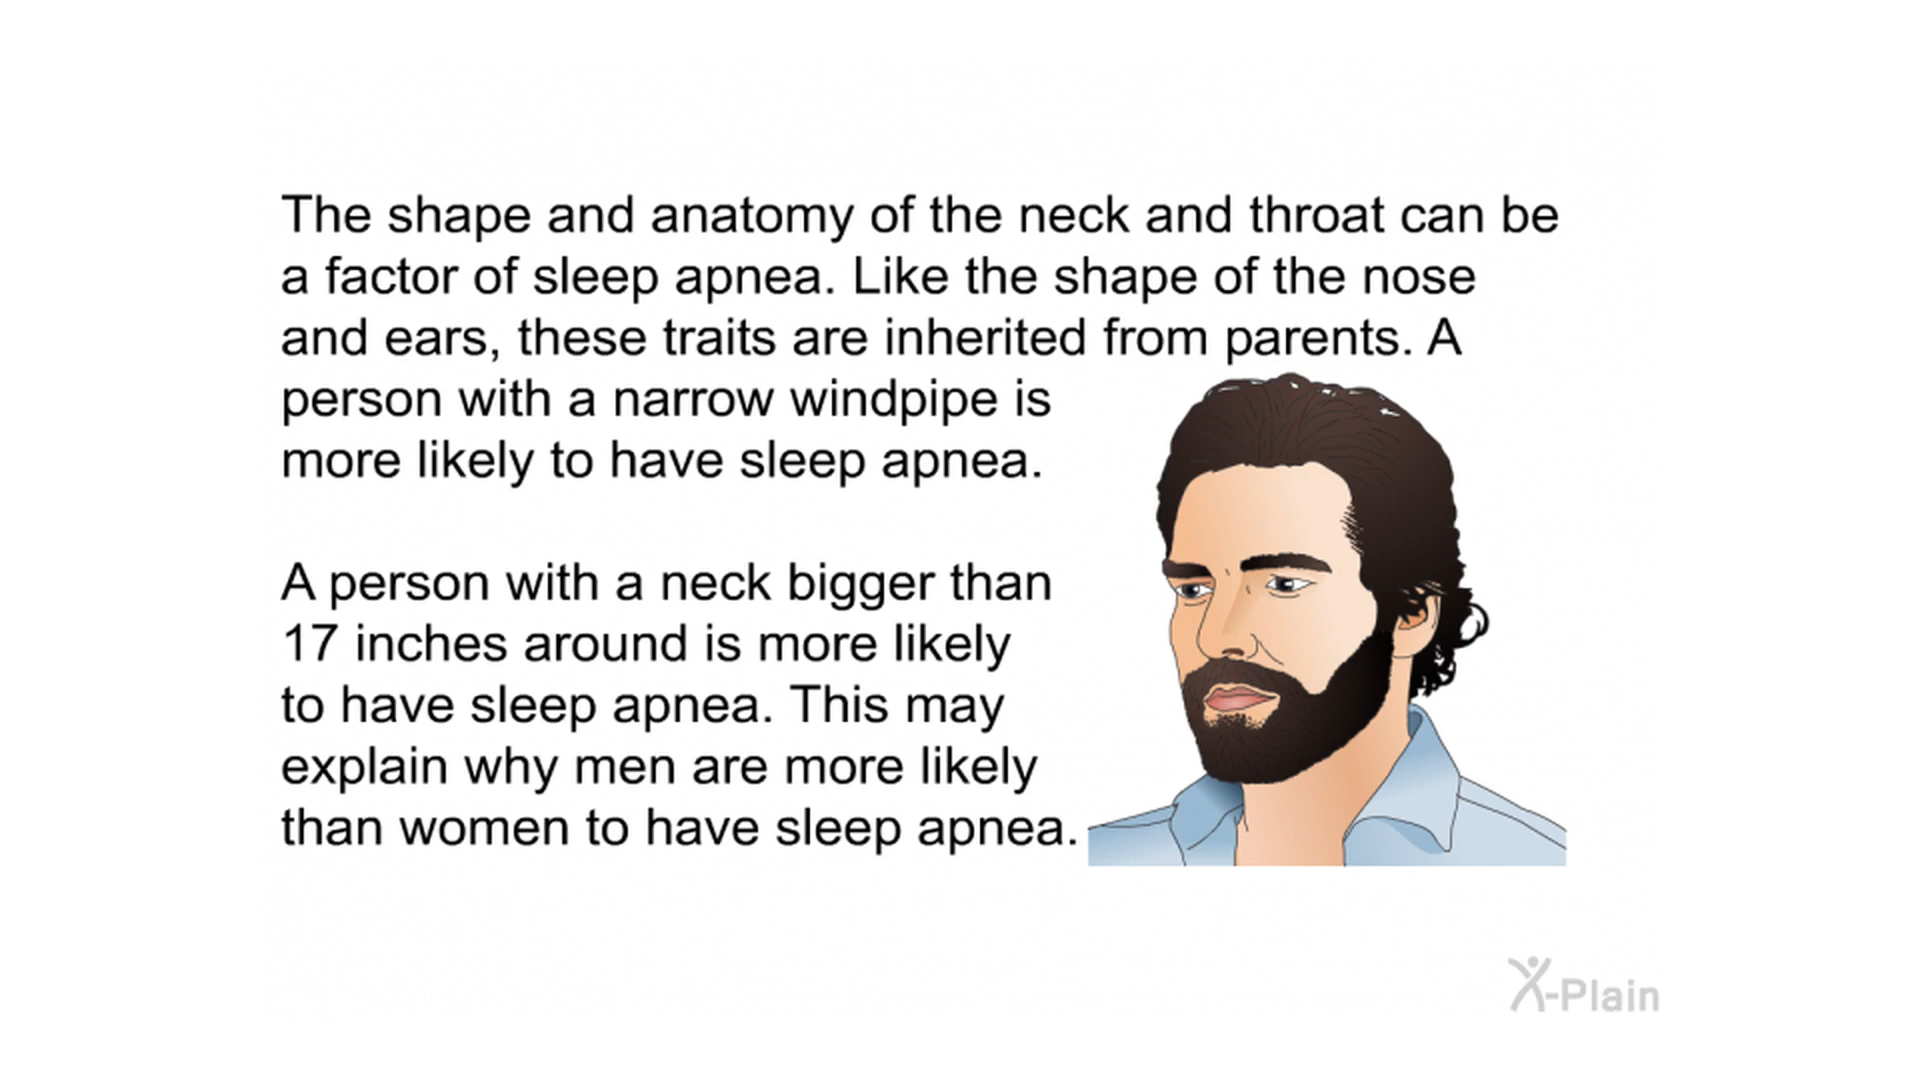 The shape and anatomy of the neck and throat can be
a factor of sleep apnea. Like the shape of the nose
and ears, these traits are inherited from parents. A
person with a narrow windpipe is
more likely to have sleep apnea.
A person with a neck bigger than
17 inches around is more likely
to have sleep apnea. This may
explain why men are more likely
than women to have sleep apnea.
X-Plain